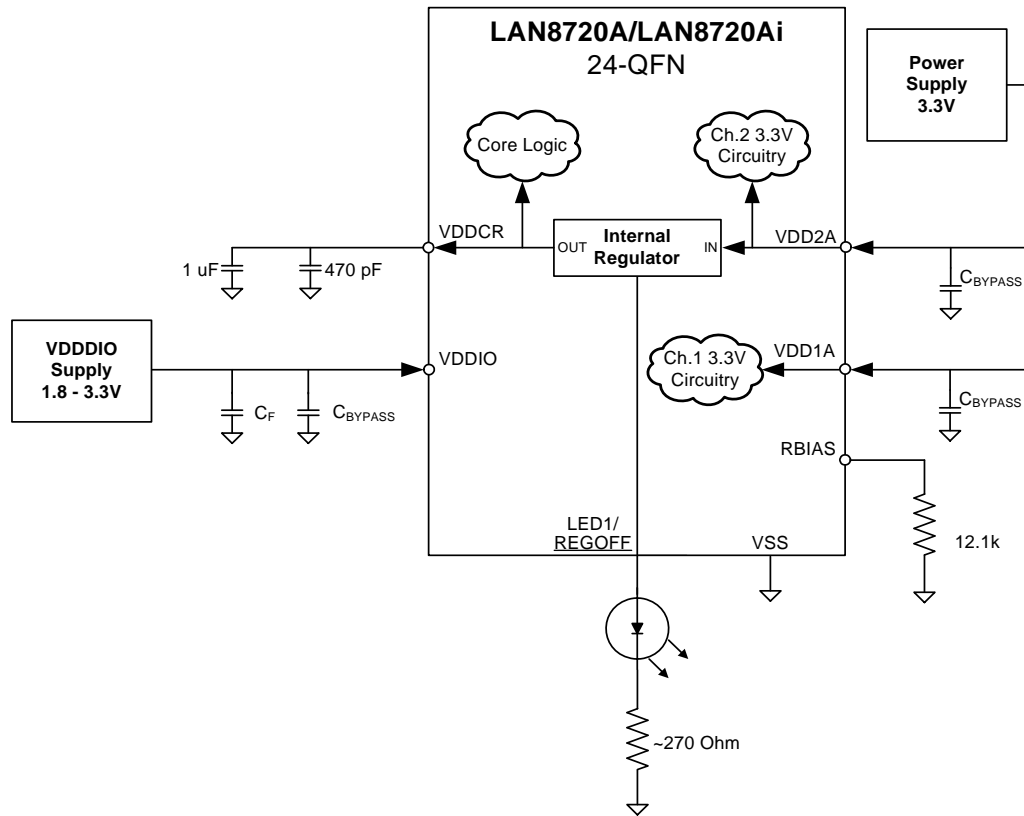 LAN8720A/LAN8720Ai
24-QFN
Power
Supply
3.3V
Core Logic
Ch.2 3.3V
Circuitry
VDDCR
OUT
Internal
Regulator
IN
VDD2A
1 uF
470 pF
CBYPASS
VDDDIO
Supply
1.8 - 3.3V
VDDIO
Ch.1 3.3V
Circuitry
VDD1A
CF
CBYPASS
CBYPASS
RBIAS
LED1/
REGOFF
VSS
12.1k
~270 Ohm